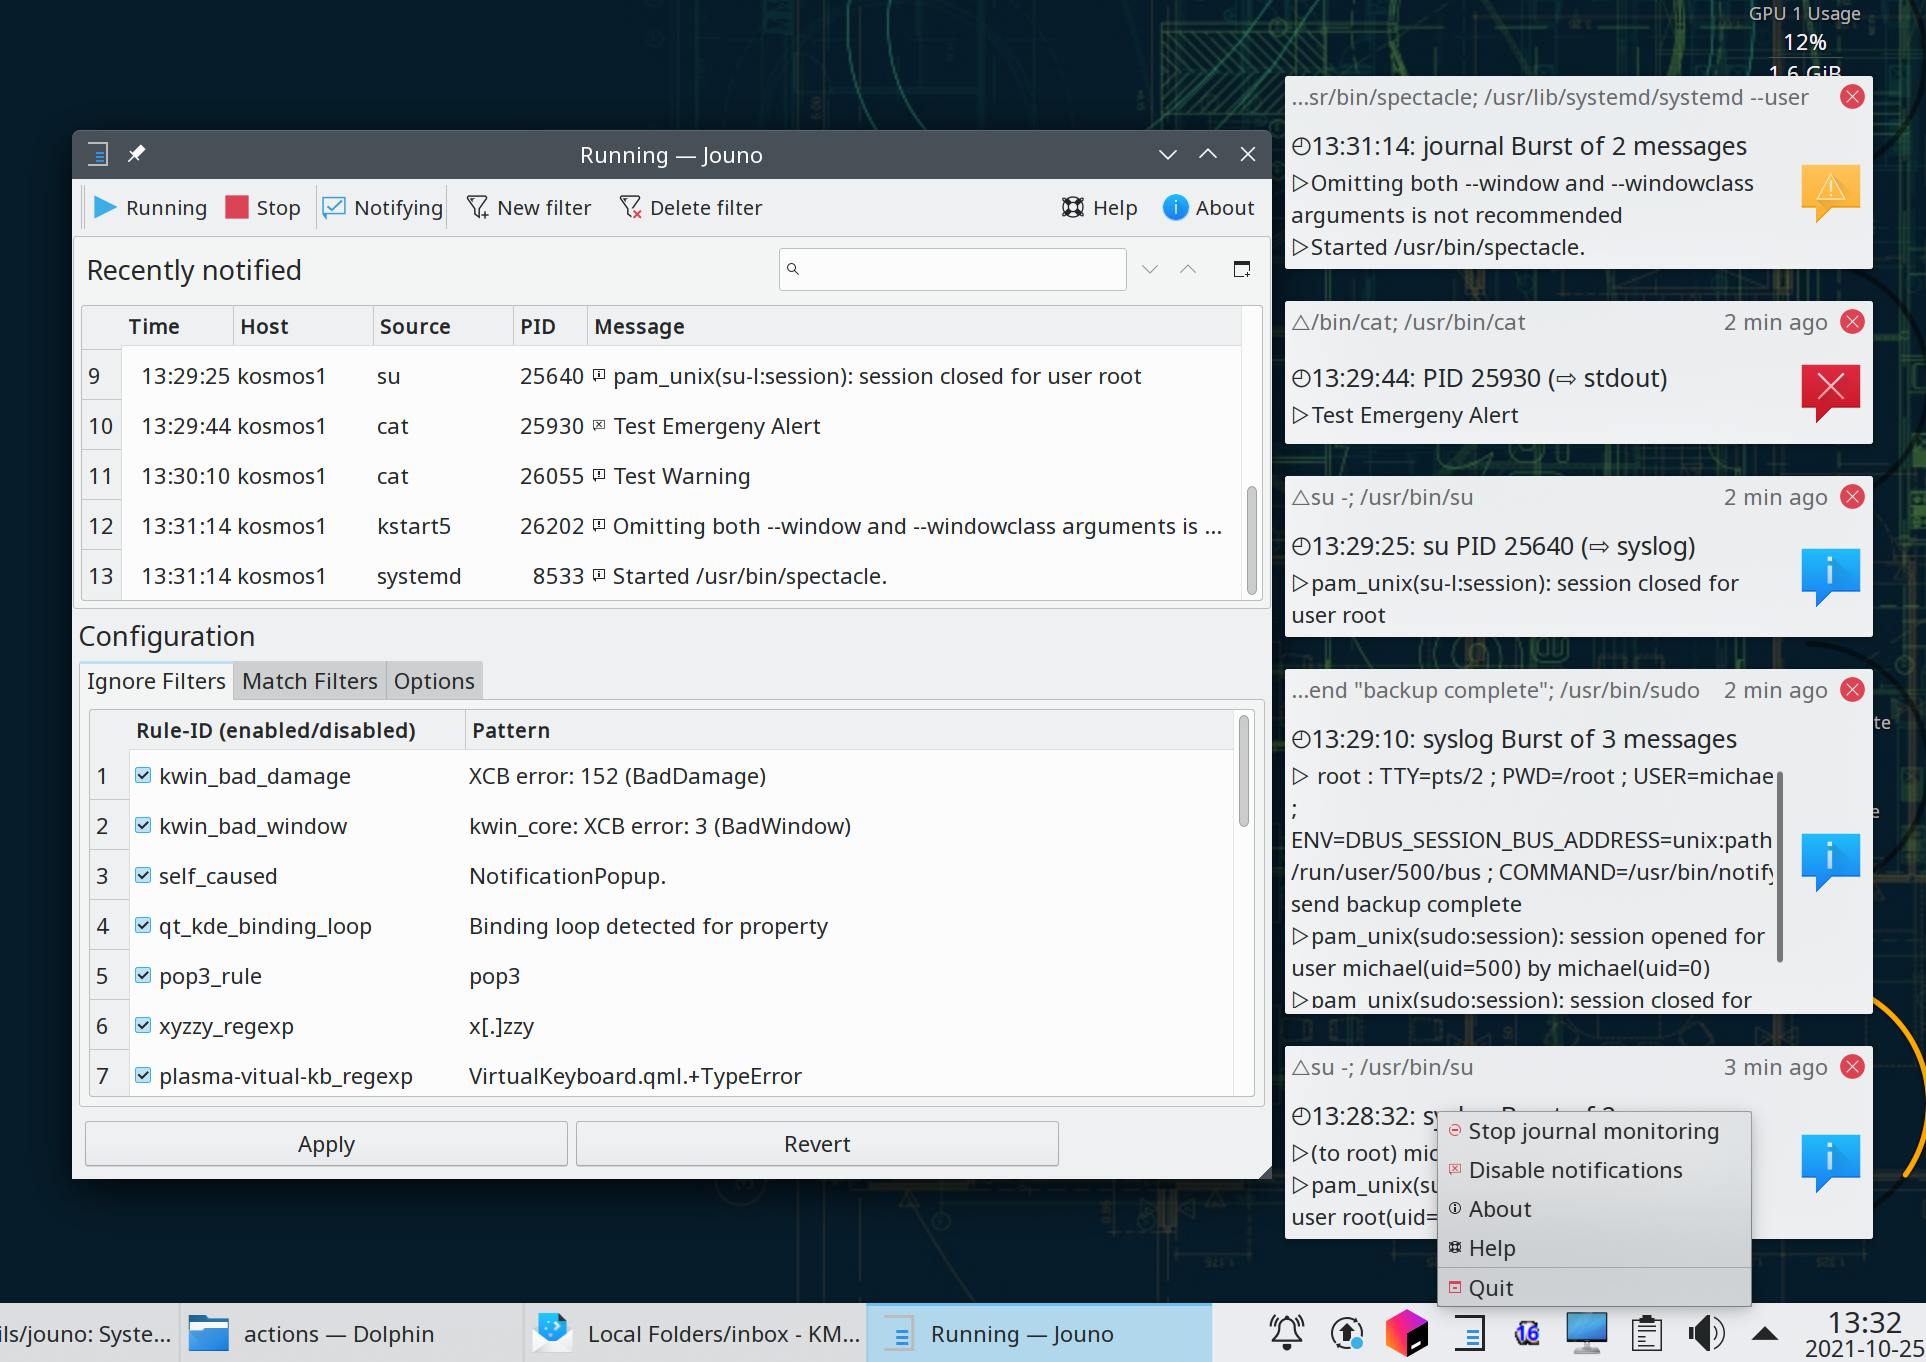 GPU 1 Usage
12%
1.6 GiB
Running — Jouno
Running Stop Notifying New filter Delete filter Help About
Recently notified
Time Host Source PID Message
9 13:29:25 kosmos1 su 25640 pam_unix(su-l:session): session closed for user root
10 13:29:44 kosmos1 cat 25930 Test Emergeny Alert
11 13:30:10 kosmos1 cat 26055 Test Warning
12 13:31:14 kosmos1 kstart5 26202 Omitting both --window and --windowclass arguments is ...
13 13:31:14 kosmos1 systemd 8533 Started /usr/bin/spectacle.
Configuration
Ignore Filters Match Filters Options
Rule-ID (enabled/disabled) Pattern
1 kwin_bad_damage XCB error: 152 (BadDamage)
2 kwin_bad_window kwin_core: XCB error: 3 (BadWindow)
3 self_caused NotificationPopup.
4 qt_kde_binding_loop Binding loop detected for property
5 pop3_rule pop3
6 xyzzy_regexp x[.]zzy
7 plasma-vitual-kb_regexp VirtualKeyboard.qml.+TypeError
Apply Revert
...sr/bin/spectacle; /usr/lib/systemd/systemd --user
◴13:31:14: journal Burst of 2 messages
▷Omitting both --window and --windowclass
arguments is not recommended
▷Started /usr/bin/spectacle.
△/bin/cat; /usr/bin/cat 2 min ago
◴13:29:44: PID 25930 (⇨ stdout)
▷Test Emergeny Alert
△su -; /usr/bin/su 2 min ago
◴13:29:25: su PID 25640 (⇨ syslog)
▷pam_unix(su-l:session): session closed for
user root
...end "backup complete"; /usr/bin/sudo 2 min ago
◴13:29:10: syslog Burst of 3 messages
▷ root : TTY=pts/2 ; PWD=/root ; USER=michae
;
ENV=DBUS_SESSION_BUS_ADDRESS=unix:path
/run/user/500/bus ; COMMAND=/usr/bin/notify
send backup complete
▷pam_unix(sudo:session): session opened for
user michael(uid=500) by michael(uid=0)
▷pam_unix(sudo:session): session closed for
△su -; /usr/bin/su 3 min ago
◴13:28:32:
▷(to root) mic
▷pam_unix(su
user root(uid=
Stop journal monitoring
Disable notifications
About
Help
Quit
ils/jouno: Syste... actions — Dolphin Local Folders/inbox - KM... Running — Jouno 16 13:32
2021-10-25